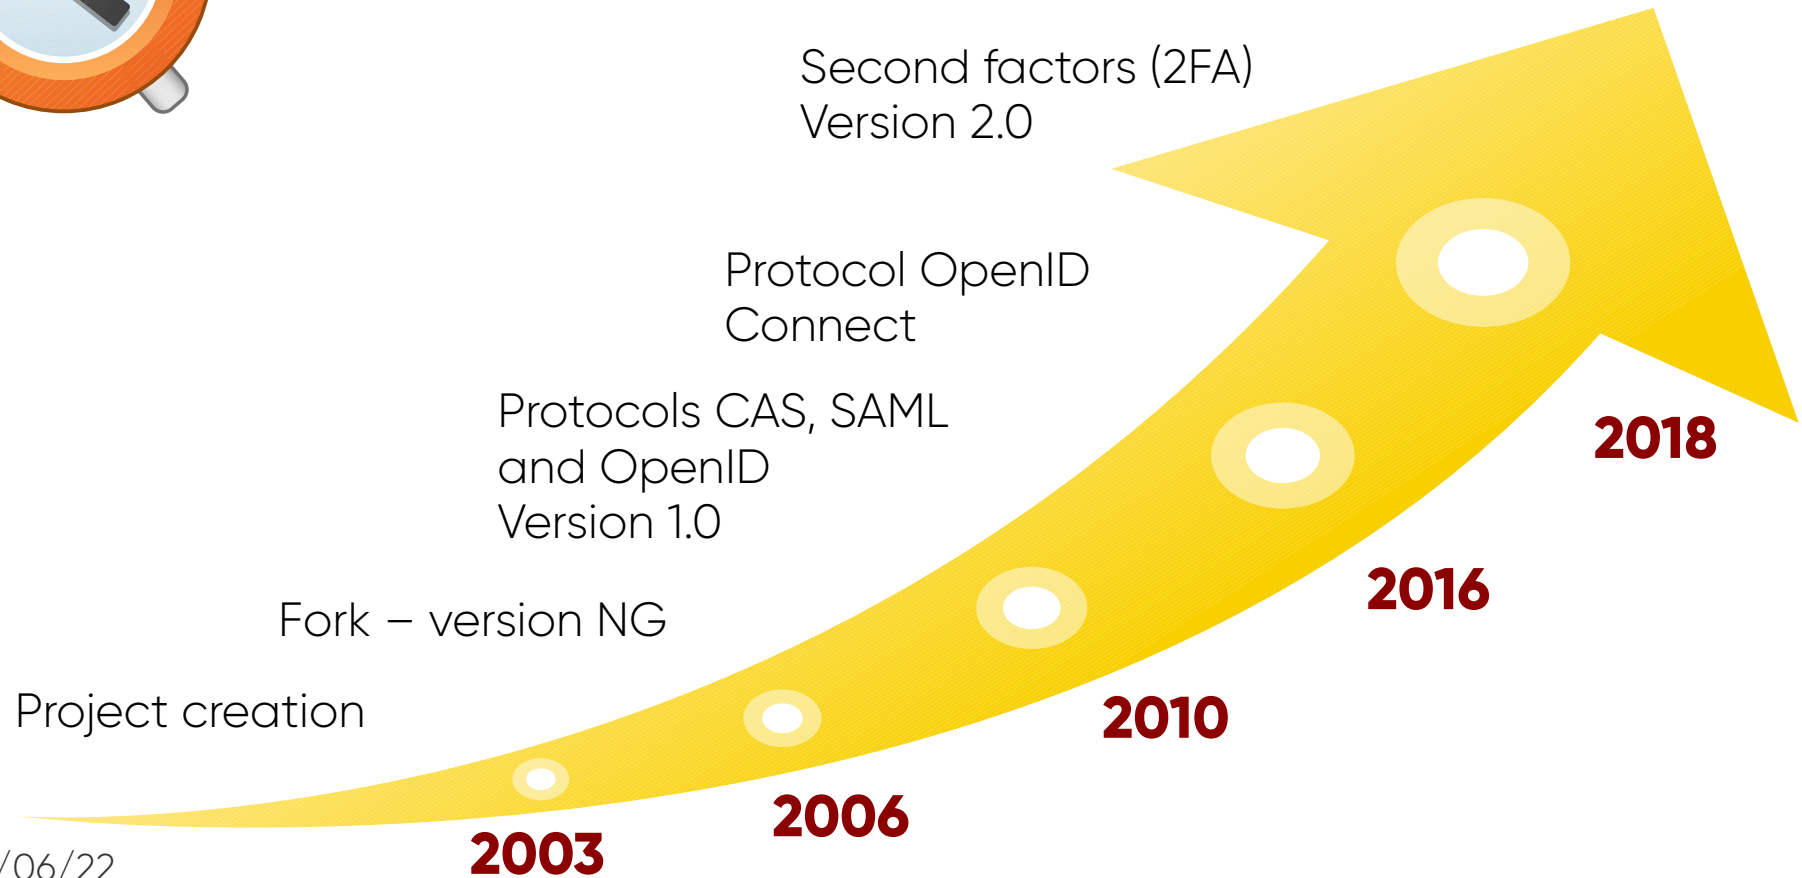 Second factors (2FA)
Version 2.0
Protocol OpenID
Connect
Protocols CAS, SAML
and OpenID
Version 1.0
Fork – version NG
Project creation
2018
2016
2010
2006
2003
/06/22